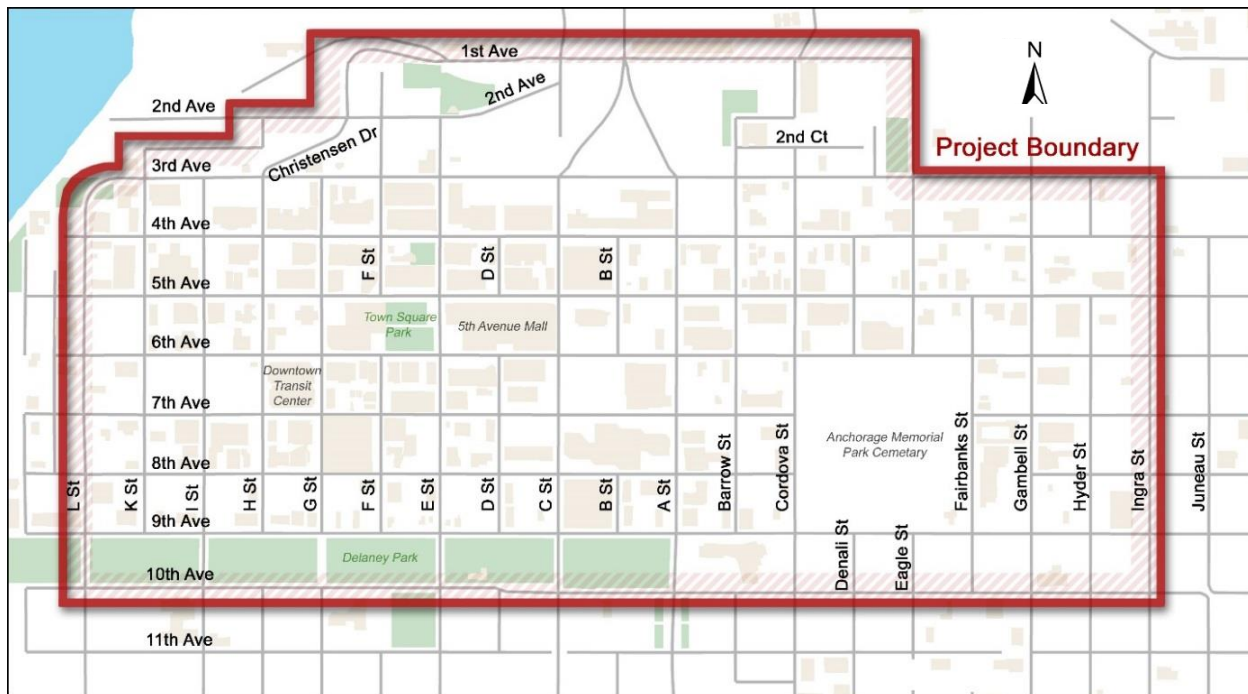 1st Ave
N
2nd Ave
2nd Ave
Christensen Dr
2nd Ct
Project Boundary
3rd Ave
4th Ave
F St
D St
B St
5th Ave
Town Square
Park
5th Avenue Mall
6th Ave
Downtown
Transit
Center
7th Ave
Anchorage Memorial
Park Cemetery
8th Ave
L St
K St
I St
H St
G St
F St
E St
D St
C St
B St
A St
Barrow St
Cordova St
Fairbanks St
Gambell St
Hyder St
Ingra St
Juneau St
9th Ave
Delaney Park
Denali St
Eagle St
10th Ave
11th Ave